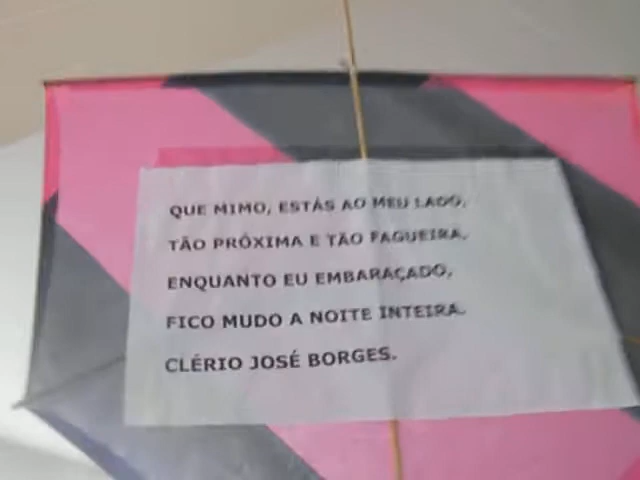 QUE MIMO, ESTÁS AO MEU LADO,
TÃO PRÓXIMA E TÃO FAGUEIRA,
ENQUANTO EU EMBARAÇADO,
FICO MUDO A NOITE INTEIRA.
CLÉRIO JOSÉ BORGES.